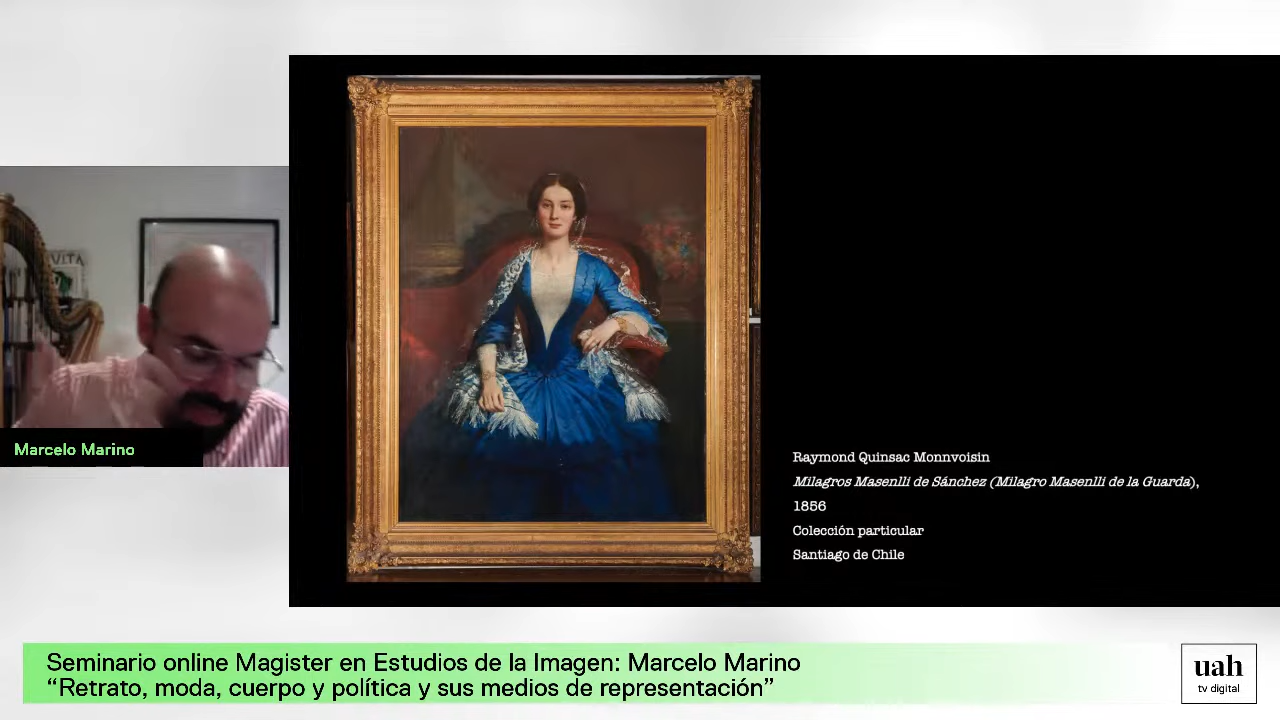 VITA
Marcelo Marino
Raymond Quinsac Monnvoisin
Milagros Masenlli de Sánchez (Milagro Masenlli de la Guarda),
1856
Colección particular
Santiago de Chile
Seminario online Magister en Estudios de la Imagen: Marcelo Marino
“Retrato, moda, cuerpo y política y sus medios de representación”
uah
tv digital